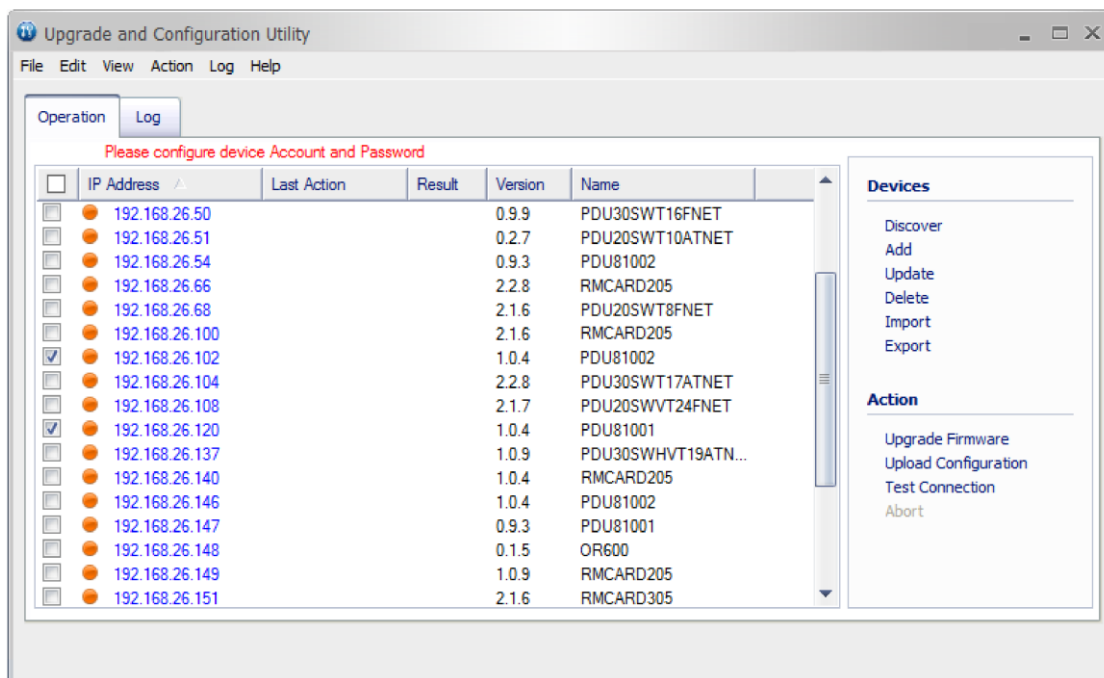 Upgrade and Configuration Utility
File Edit View Action Log Help
Operation Log
Please configure device Account and Password
IP Address Last Action Result Version Name
192.168.26.50 0.9.9 PDU30SWT16FNET
192.168.26.51 0.2.7 PDU20SWT10ATNET
192.168.26.54 0.9.3 PDU81002
192.168.26.66 2.2.8 RMCARD205
192.168.26.68 2.1.6 PDU20SWT8FNET
192.168.26.100 2.1.6 RMCARD205
192.168.26.102 1.0.4 PDU81002
192.168.26.104 2.2.8 PDU30SWT17ATNET
192.168.26.108 2.1.7 PDU20SWVT24FNET
192.168.26.120 1.0.4 PDU81001
192.168.26.137 1.0.9 PDU30SWHVT19ATN...
192.168.26.140 1.0.4 RMCARD205
192.168.26.146 1.0.4 PDU81002
192.168.26.147 0.9.3 PDU81001
192.168.26.148 0.1.5 OR600
192.168.26.149 1.0.9 RMCARD205
192.168.26.151 2.1.6 RMCARD305
Devices
Discover
Add
Update
Delete
Import
Export
Action
Upgrade Firmware
Upload Configuration
Test Connection
Abort